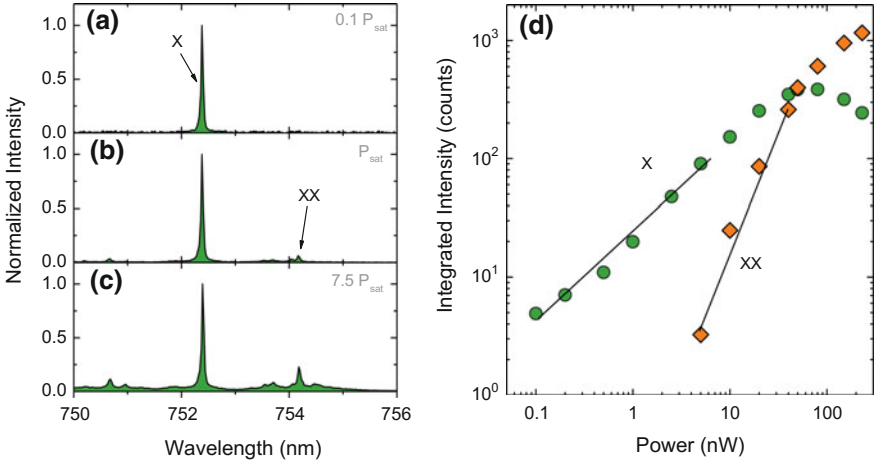 (a)
0.1 P_sat
X
1.0
0.5
0.0
(b)
P_sat
XX
1.0
0.5
0.0
(c)
7.5 P_sat
1.0
0.5
0.0
750 752 754 756
Wavelength (nm)
Normalized Intensity
(d)
10^3
10^2
10^1
10^0
X
XX
0.1 1 10 100
Power (nW)
Integrated Intensity (counts)